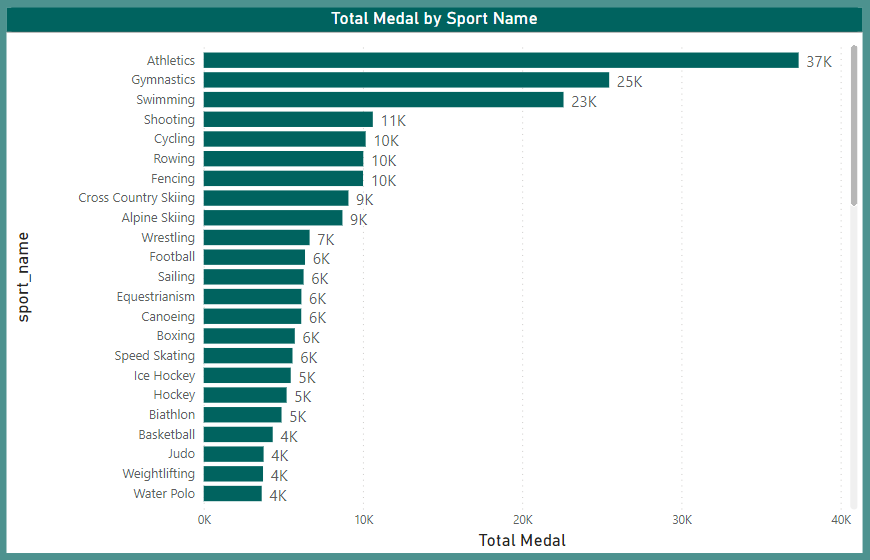 Total Medal by Sport Name
sport_name
Athletics 37K
Gymnastics 25K
Swimming 23K
Shooting 11K
Cycling 10K
Rowing 10K
Fencing 10K
Cross Country Skiing 9K
Alpine Skiing 9K
Wrestling 7K
Football 6K
Sailing 6K
Equestrianism 6K
Canoeing 6K
Boxing 6K
Speed Skating 6K
Ice Hockey 5K
Hockey 5K
Biathlon 5K
Basketball 4K
Judo 4K
Weightlifting 4K
Water Polo 4K
0K 10K 20K 30K 40K
Total Medal